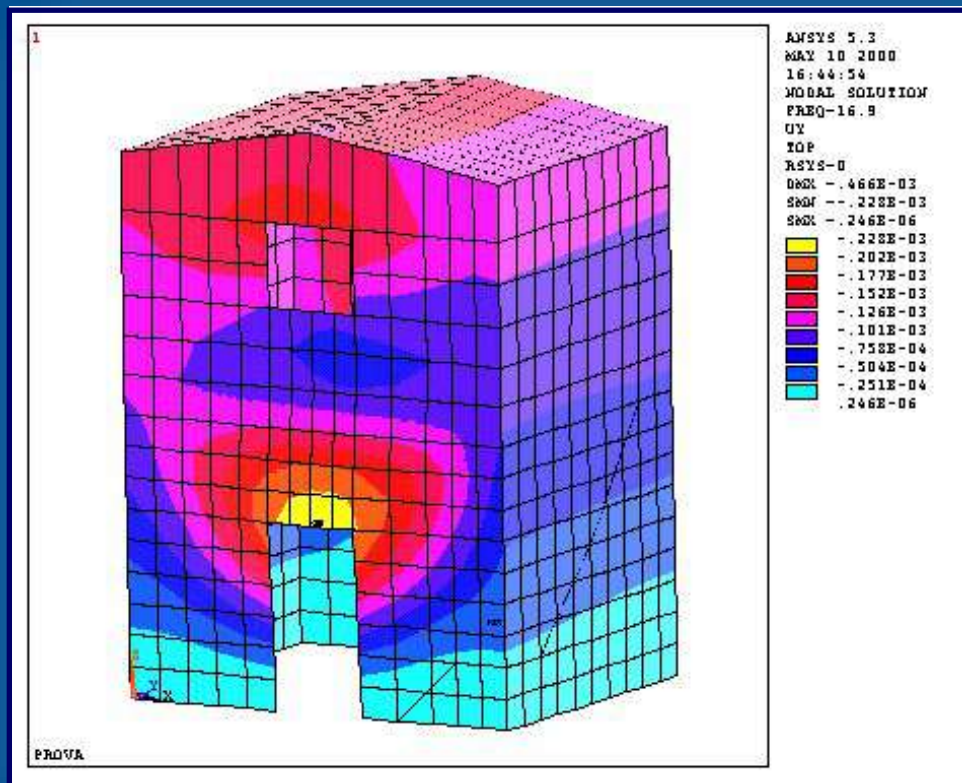 1
ANSYS 5.3
MAY 10 2000
16:44:54
NODAL SOLUTION
FREQ=16.9
UY
TOP
RSYS=0
DMX =.466E-03
SMN =-.228E-03
SMX =.246E-06
-.228E-03
-.202E-03
-.177E-03
-.152E-03
-.126E-03
-.101E-03
-.758E-04
-.504E-04
-.251E-04
.246E-06
Z
Y
X
PROVA